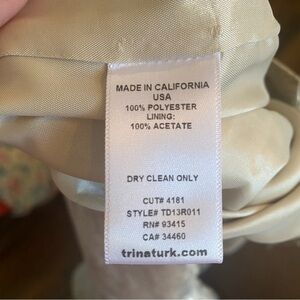 MADE IN CALIFORNIA
USA
100% POLYESTER
LINING:
100% ACETATE
DRY CLEAN ONLY
CUT# 4181
STYLE# TD13R011
RN# 93415
CA# 34460
trinaturk.com